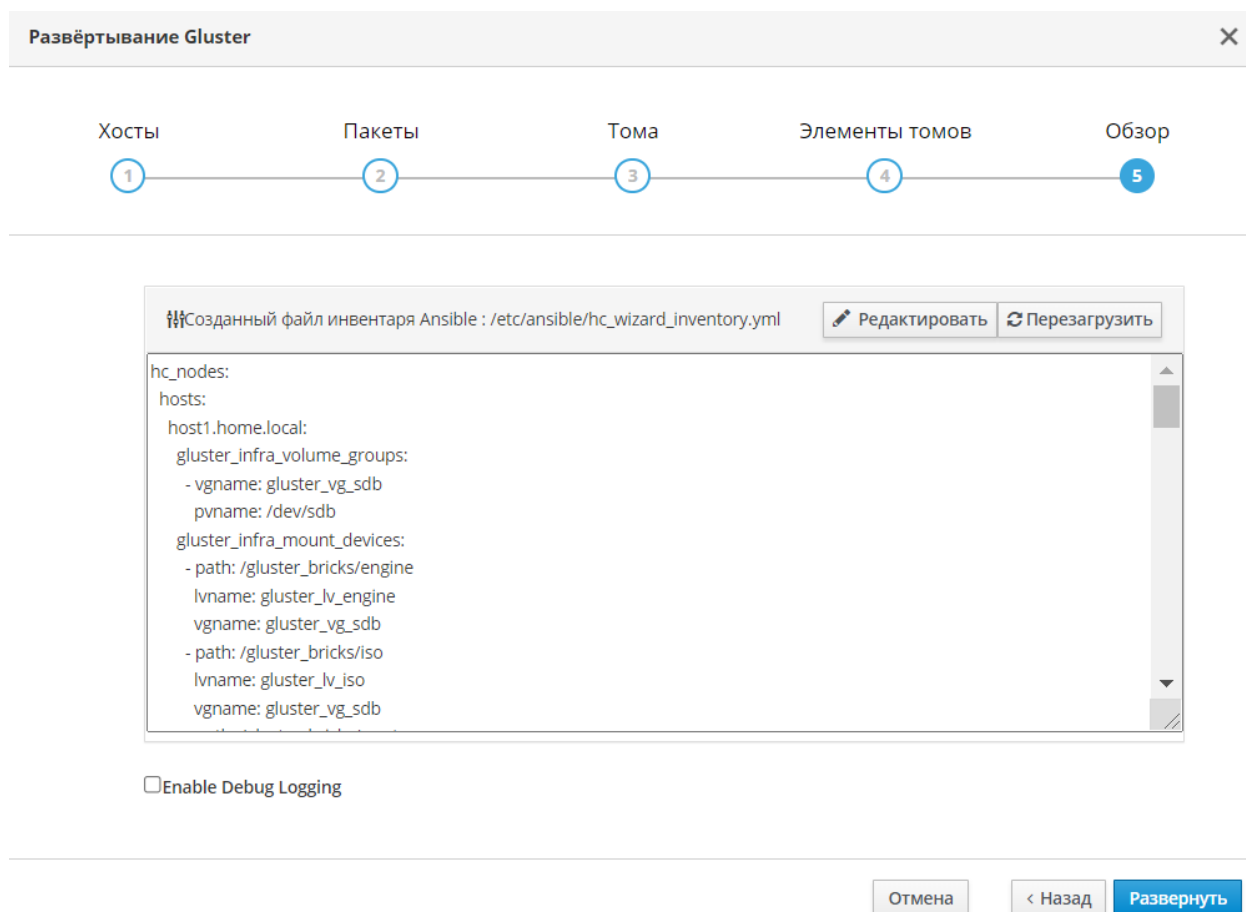 Развёртывание Gluster
Хосты Пакеты Тома Элементы томов Обзор
1 2 3 4 5
Созданный файл инвентаря Ansible : /etc/ansible/hc_wizard_inventory.yml Редактировать Перезагрузить
hc_nodes:
hosts:
host1.home.local:
gluster_infra_volume_groups:
- vgname: gluster_vg_sdb
pvname: /dev/sdb
gluster_infra_mount_devices:
- path: /gluster_bricks/engine
lvname: gluster_lv_engine
vgname: gluster_vg_sdb
- path: /gluster_bricks/iso
lvname: gluster_lv_iso
vgname: gluster_vg_sdb
Enable Debug Logging
Отмена < Назад Развернуть